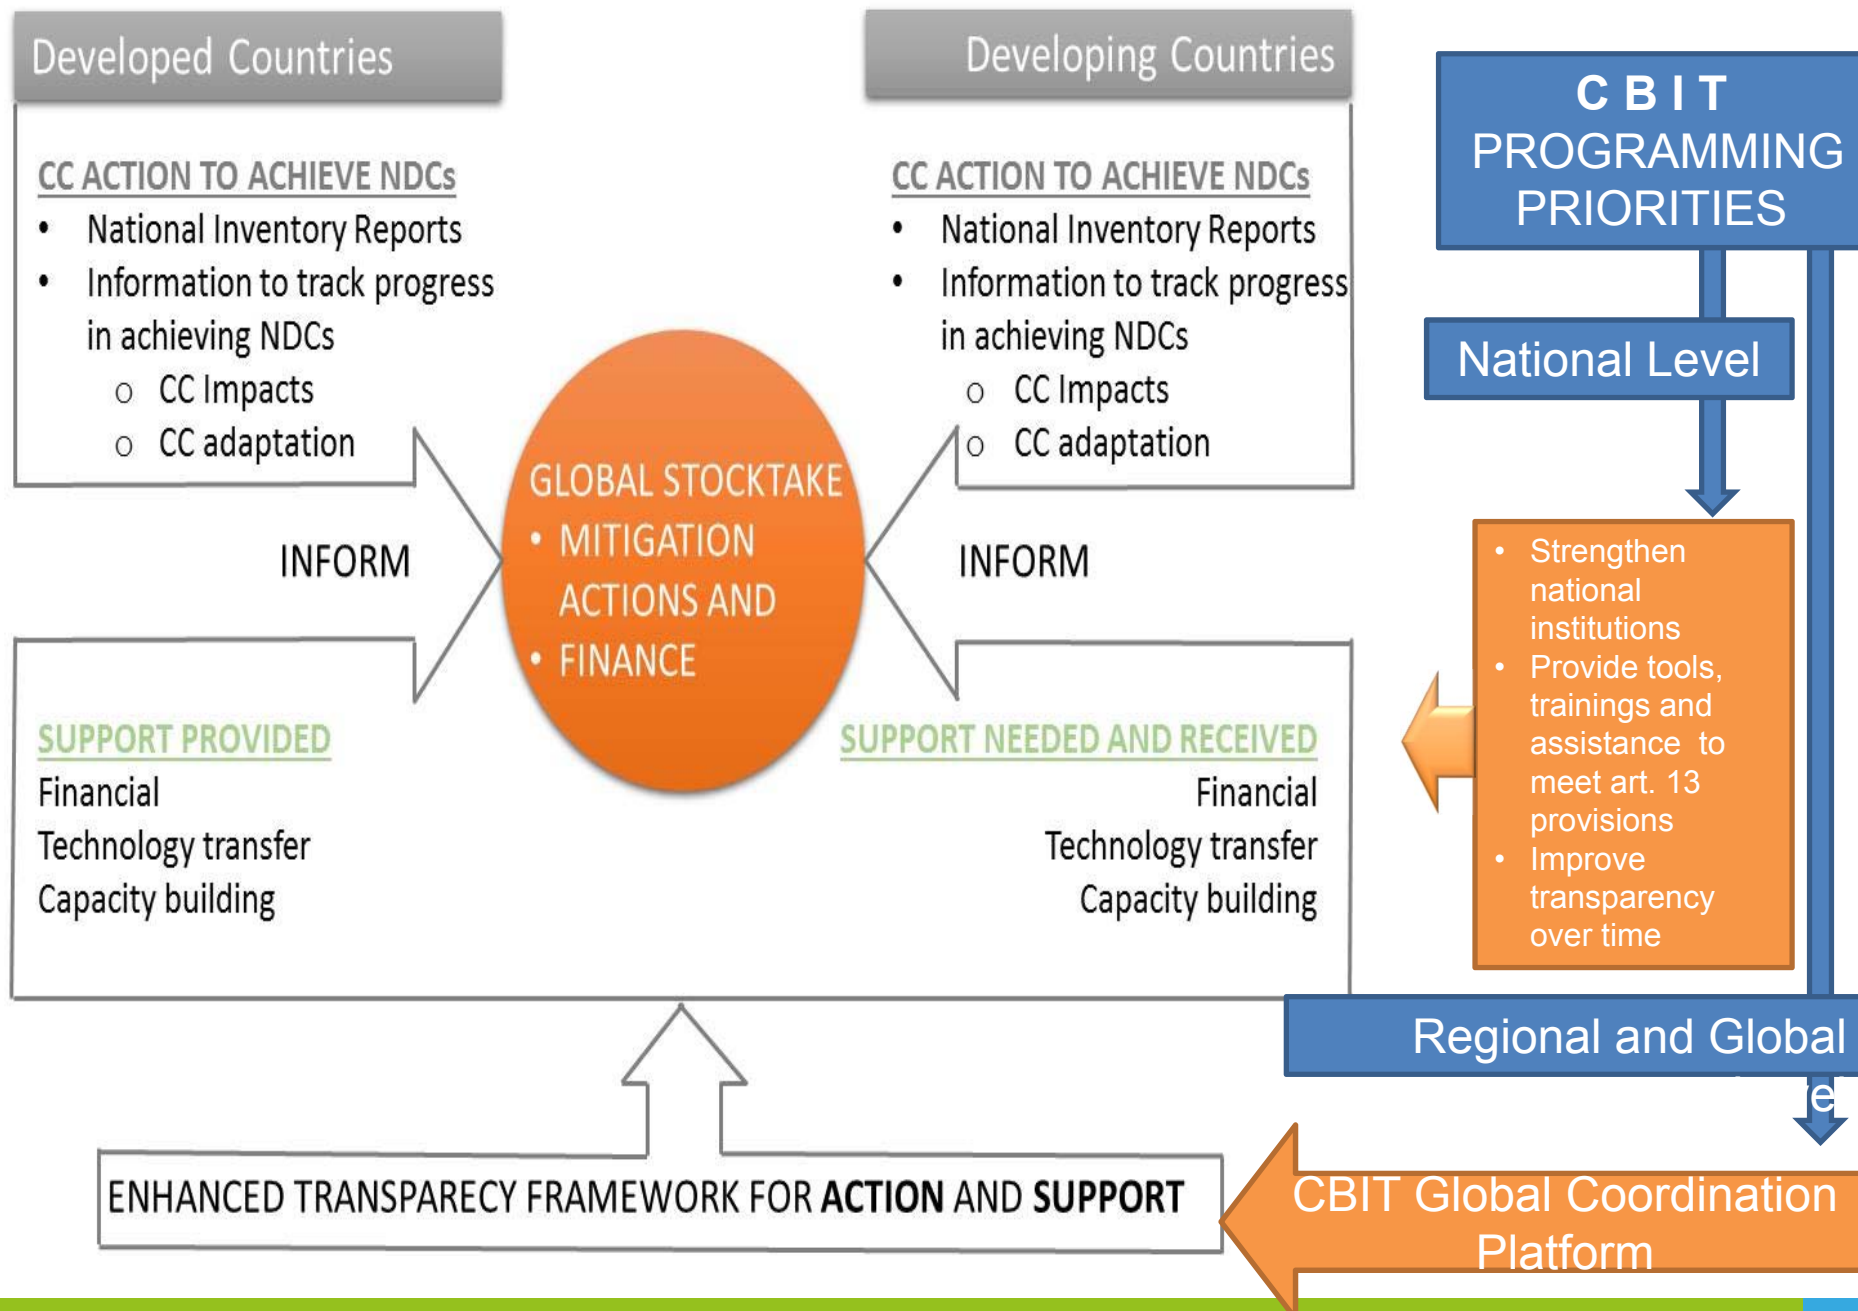 Developed Countries
CC ACTION TO ACHIEVE NDCs
• National Inventory Reports
• Information to track progress
in achieving NDCs
o CC Impacts
o CC adaptation
INFORM
SUPPORT PROVIDED
Financial
Technology transfer
Capacity building
GLOBAL STOCKTAKE
• MITIGATION
ACTIONS AND
• FINANCE
Developing Countries
CC ACTION TO ACHIEVE NDCs
• National Inventory Reports
• Information to track progress
in achieving NDCs
o CC Impacts
o CC adaptation
INFORM
SUPPORT NEEDED AND RECEIVED
Financial
Technology transfer
Capacity building
ENHANCED TRANSPARECY FRAMEWORK FOR ACTION AND SUPPORT
C B I T
PROGRAMMING
PRIORITIES
National Level
• Strengthen
national
institutions
• Provide tools,
trainings and
assistance to
meet art. 13
provisions
• Improve
transparency
over time
Regional and Global
CBIT Global Coordination
Platform